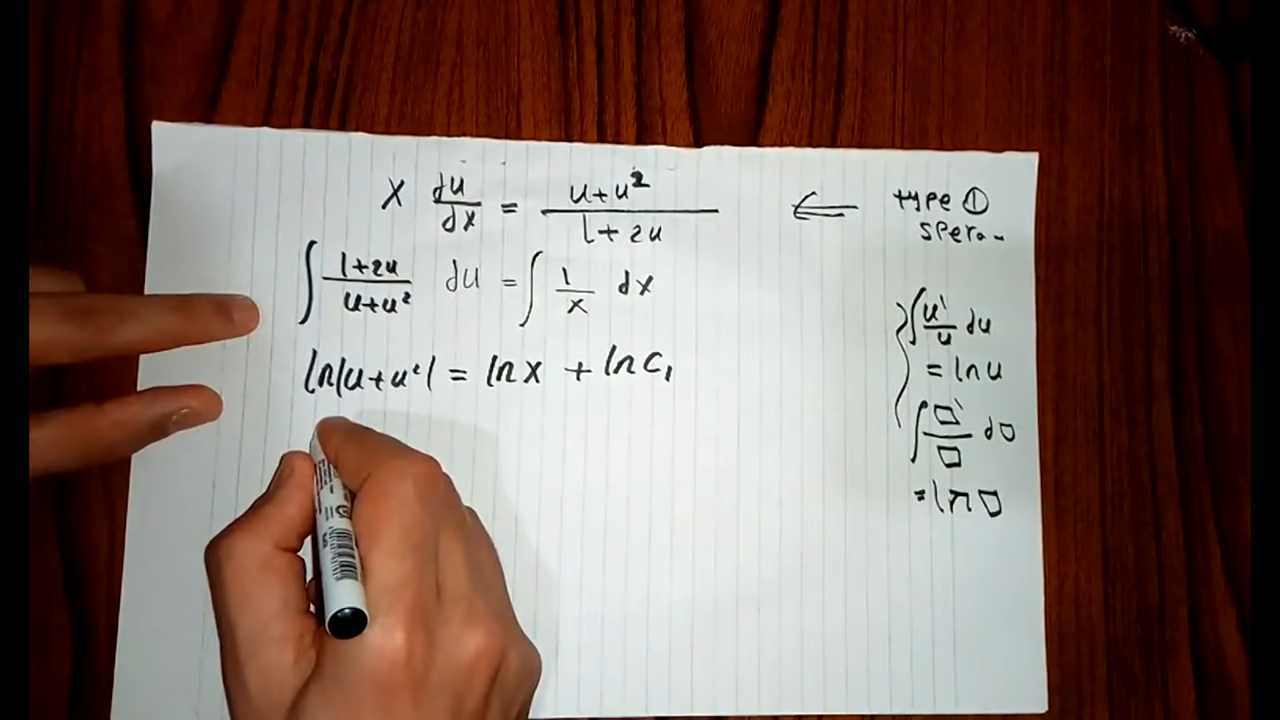 x du/dx = u+u²/1+2u
∫ 1+2u/u+u² du = ∫ 1/x dx
ln|u+u²| = ln x + ln c₁
← type ①
spera..
∫ u'/u du
= ln u
∫ □'/□ d□
= ln □